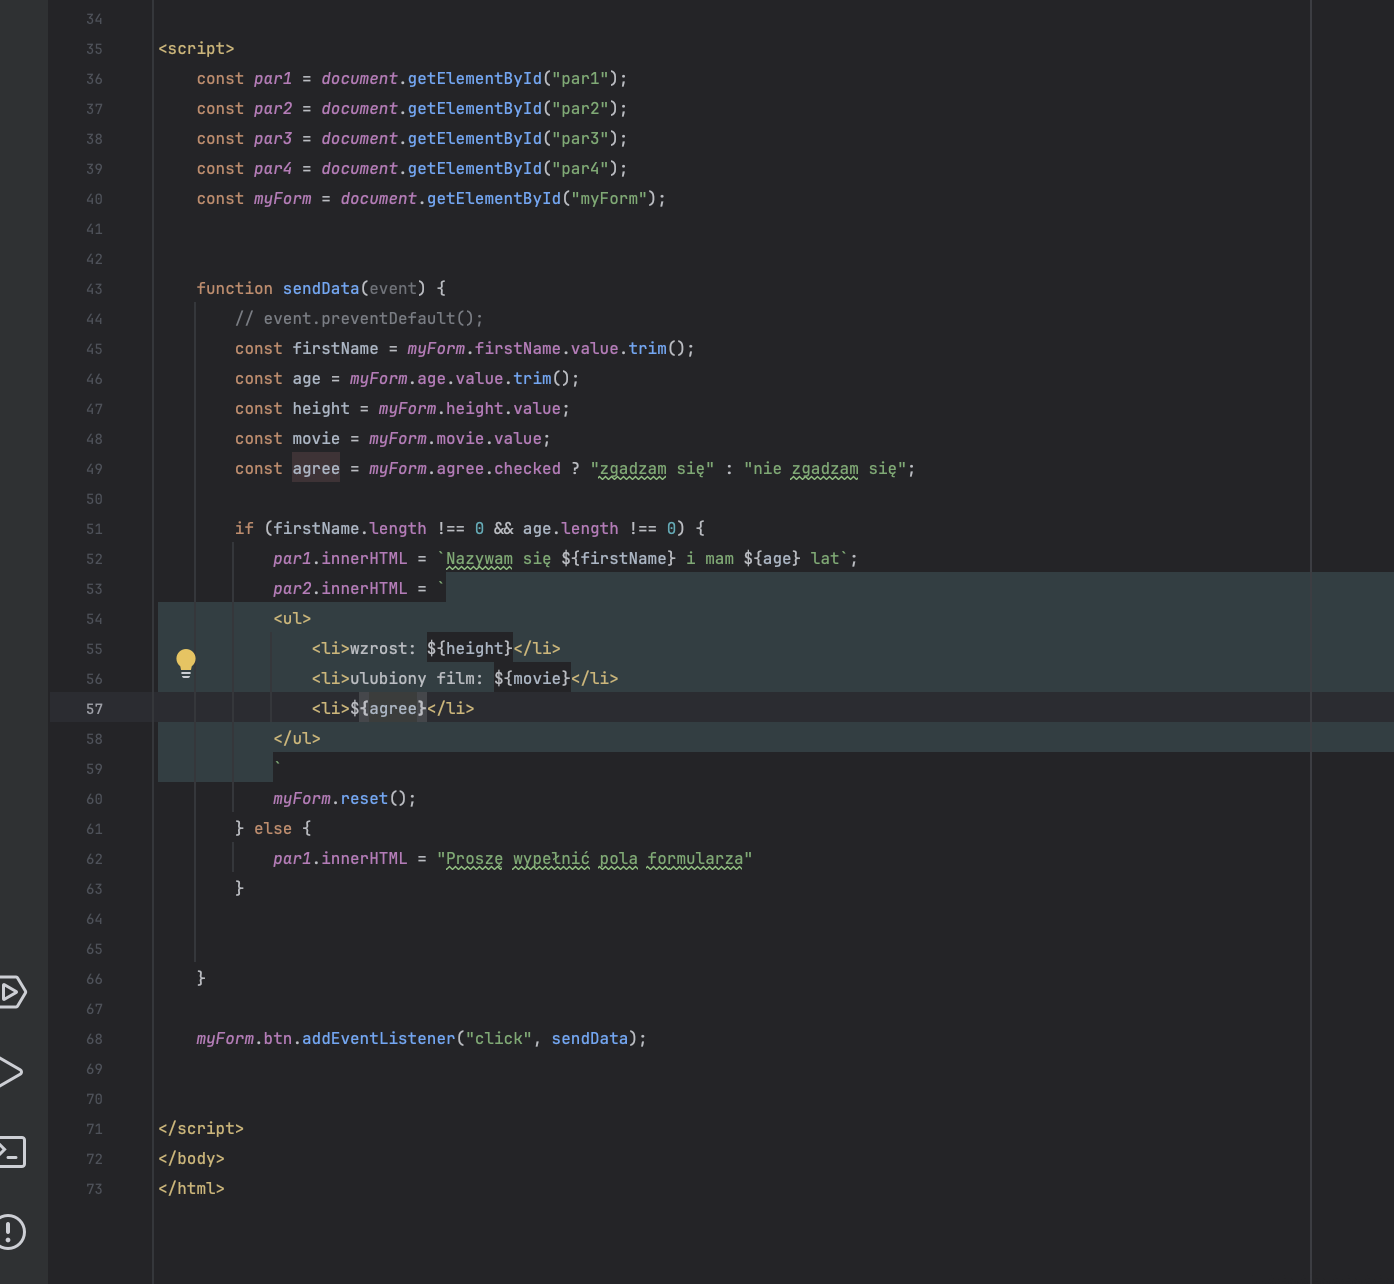 34
35 <script>
36 const par1 = document.getElementById("par1");
37 const par2 = document.getElementById("par2");
38 const par3 = document.getElementById("par3");
39 const par4 = document.getElementById("par4");
40 const myForm = document.getElementById("myForm");
41
42
43 function sendData(event) {
44 // event.preventDefault();
45 const firstName = myForm.firstName.value.trim();
46 const age = myForm.age.value.trim();
47 const height = myForm.height.value;
48 const movie = myForm.movie.value;
49 const agree = myForm.agree.checked ? "zgadzam się" : "nie zgadzam się";
50
51 if (firstName.length !== 0 && age.length !== 0) {
52 par1.innerHTML = `Nazywam się ${firstName} i mam ${age} lat`;
53 par2.innerHTML = `
54 <ul>
55 <li>wzrost: ${height}</li>
56 <li>ulubiony film: ${movie}</li>
57 <li>${agree}</li>
58 </ul>
59 `
60 myForm.reset();
61 } else {
62 par1.innerHTML = "Proszę wypełnić pola formularza"
63 }
64
65
66 }
67
68 myForm.btn.addEventListener("click", sendData);
69
70
71 </script>
72 </body>
73 </html>